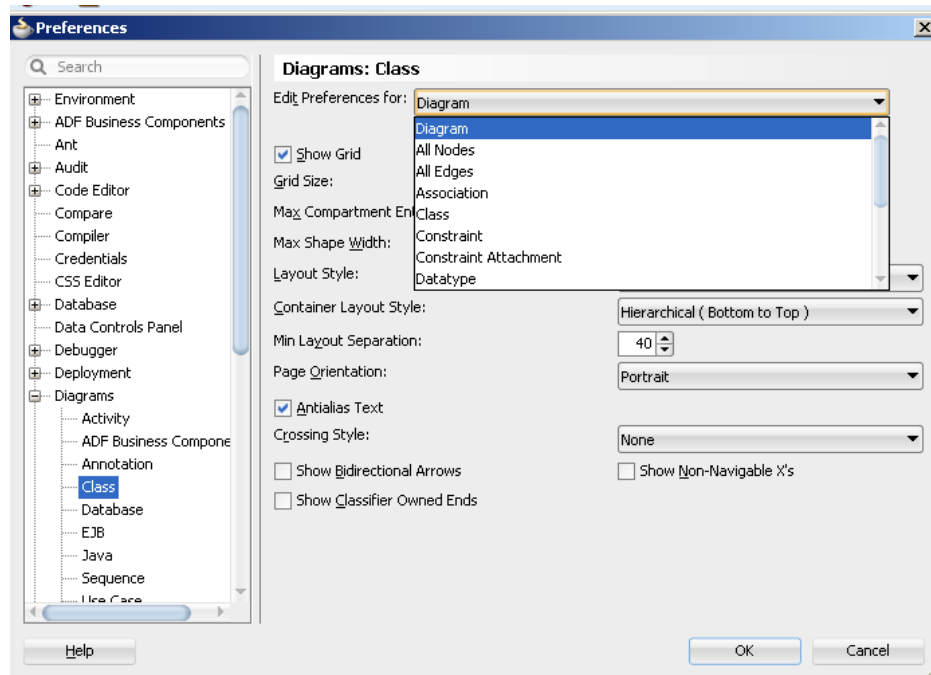 Preferences
Search
Environment
ADF Business Components
Ant
Audit
Code Editor
Compare
Compiler
Credentials
CSS Editor
Database
Data Controls Panel
Debugger
Deployment
Diagrams
Activity
ADF Business Compone
Annotation
Class
Database
EJB
Java
Sequence
Use Case
Diagrams: Class
Edit Preferences for: Diagram
Diagram
All Nodes
All Edges
Association
Class
Constraint
Constraint Attachment
Datatype
Show Grid
Grid Size:
Max Compartment Ent
Max Shape Width:
Layout Style:
Container Layout Style: Hierarchical ( Bottom to Top )
Min Layout Separation: 40
Page Orientation: Portrait
Antialias Text
Crossing Style: None
Show Bidirectional Arrows Show Non-Navigable X's
Show Classifier Owned Ends
Help OK Cancel